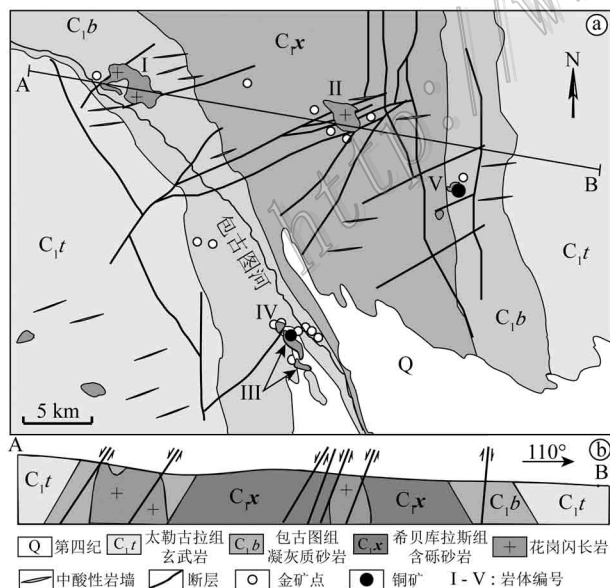 ⓐ
C₁b
C₁x
N
A
I
II
B
V
C₁t
C₁t
包古图河
C₁b
IV
III
Q
5 km
A
ⓑ
110°
B
C₁t
C₁b
C₁x
C₁x
C₁b
C₁t
Q 第四纪 C₁t 太勒古拉组玄武岩 C₁b 包古图组凝灰质砂岩 C₁x 希贝库拉斯组含砾砂岩 花岗闪长岩
中酸性岩墙 断层 金矿点 铜矿 I - V : 岩体编号
http://